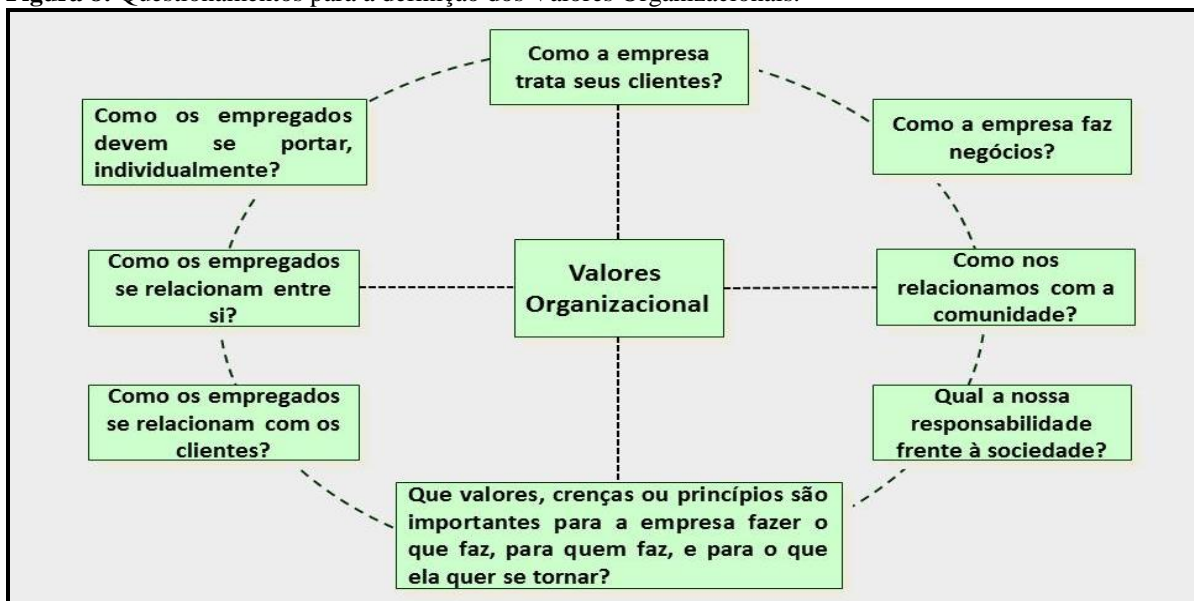 Como a empresa
trata seus clientes?
Como os empregados
devem se portar,
individualmente?
Como a empresa faz
negócios?
Como os empregados
se relacionam entre
si?
Valores
Organizacional
Como nos
relacionamos com a
comunidade?
Como os empregados
se relacionam com os
clientes?
Qual a nossa
responsabilidade
frente à sociedade?
Que valores, crenças ou princípios são
importantes para a empresa fazer o
que faz, para quem faz, e para o que
ela quer se tornar?